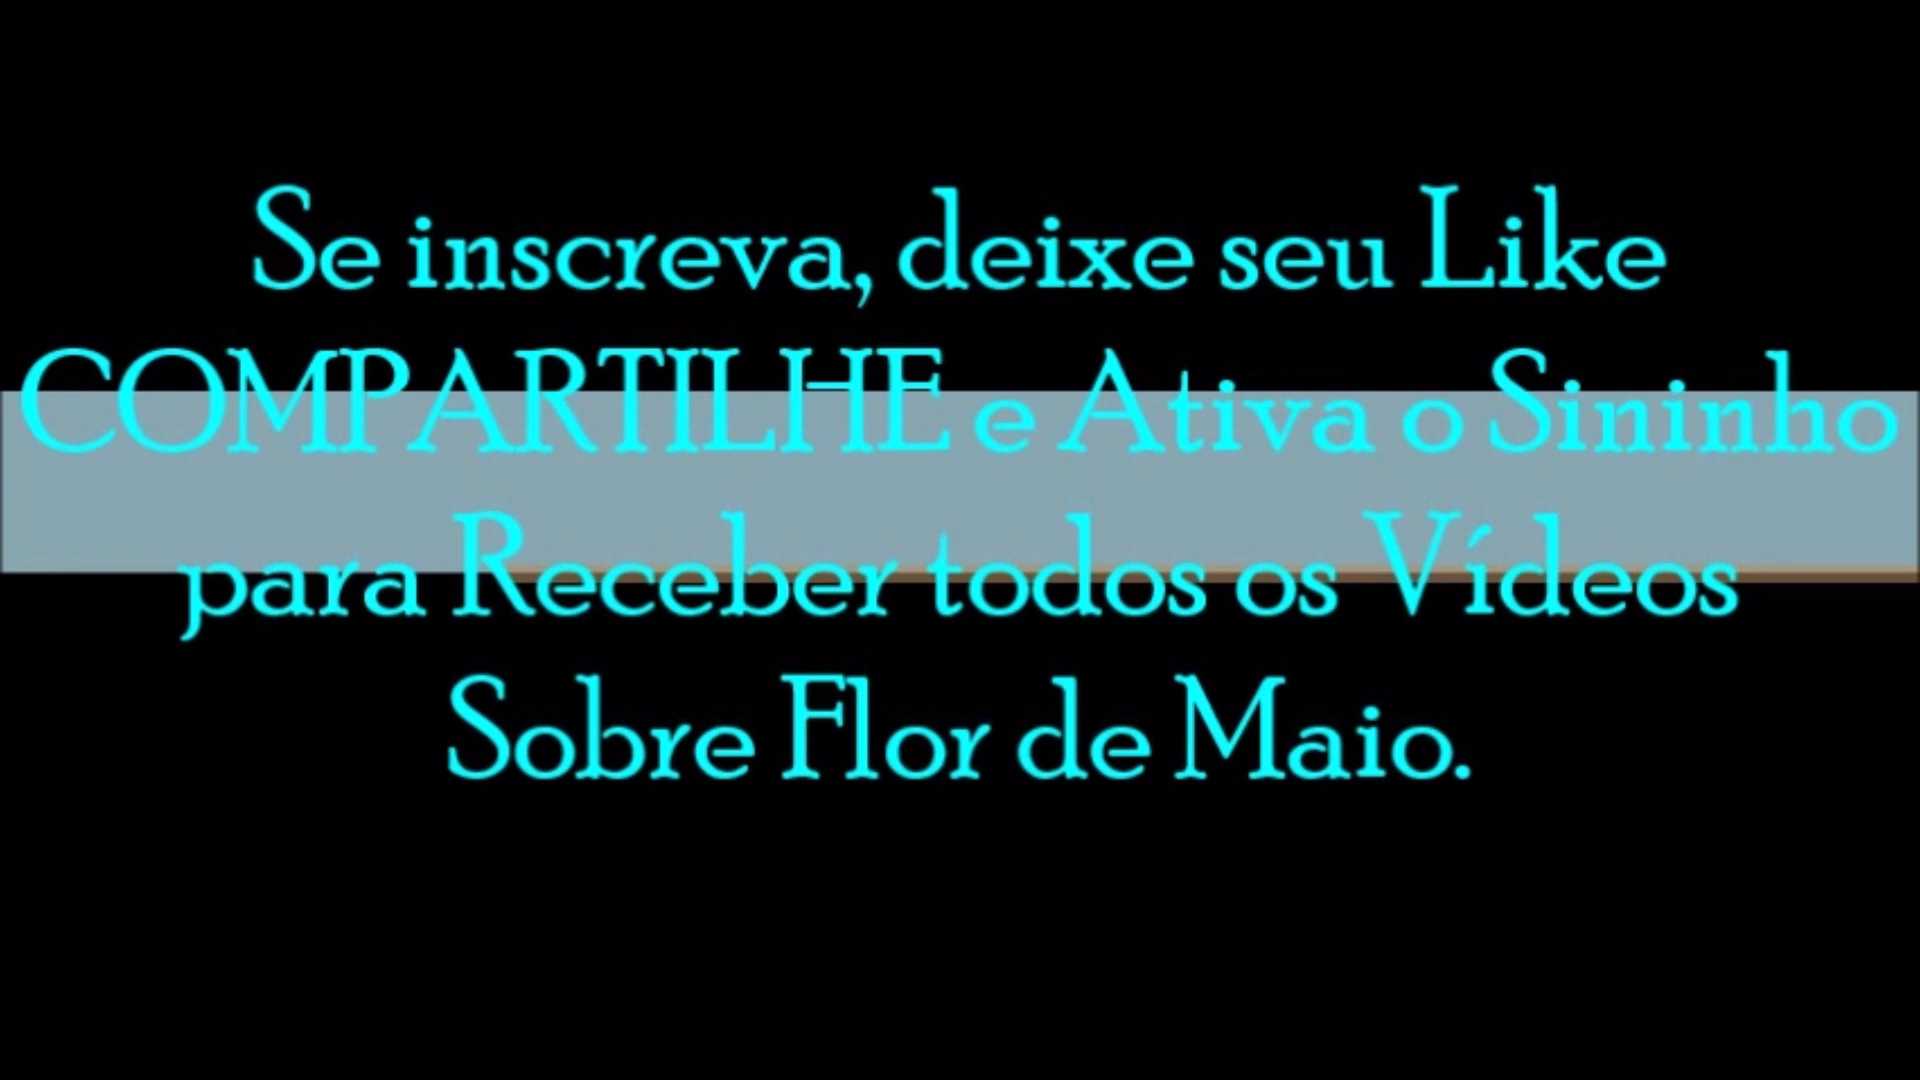 Se inscreva, deixe seu Like
COMPARTILHE e Ativa o Sininho
para Receber todos os Vídeos
Sobre Flor de Maio.